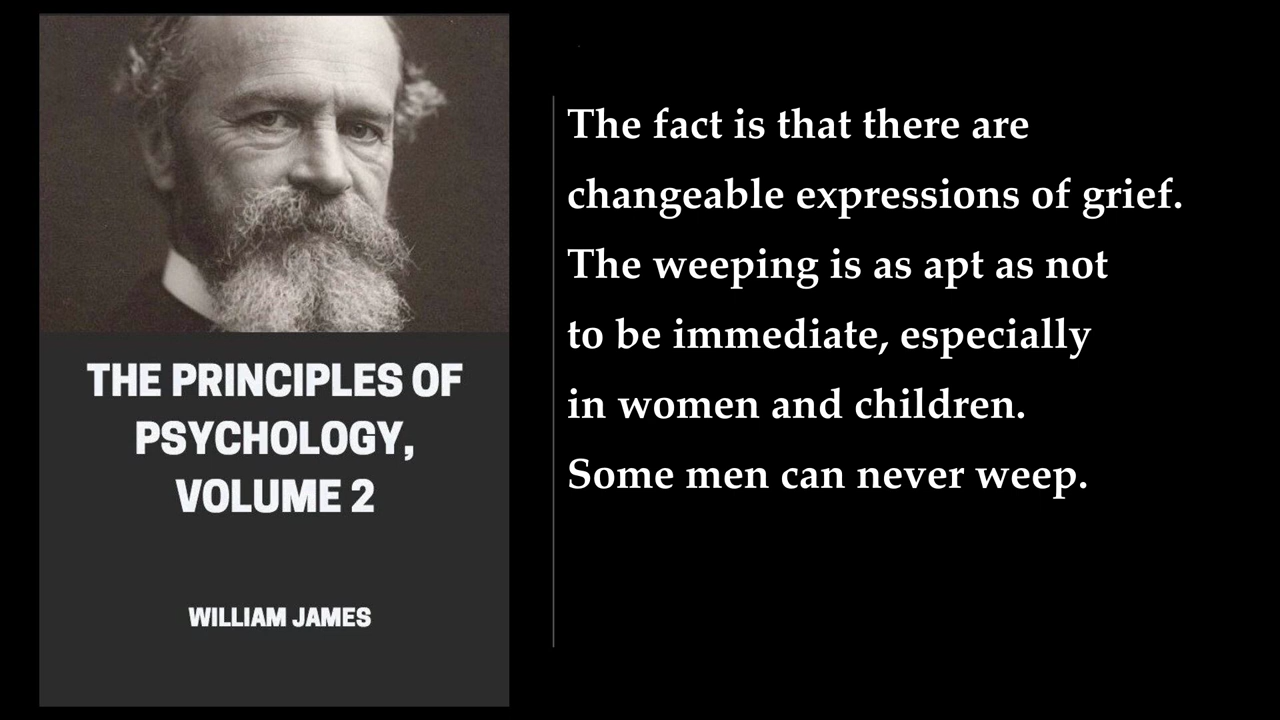 THE PRINCIPLES OF
PSYCHOLOGY,
VOLUME 2
WILLIAM JAMES
The fact is that there are
changeable expressions of grief.
The weeping is as apt as not
to be immediate, especially
in women and children.
Some men can never weep.